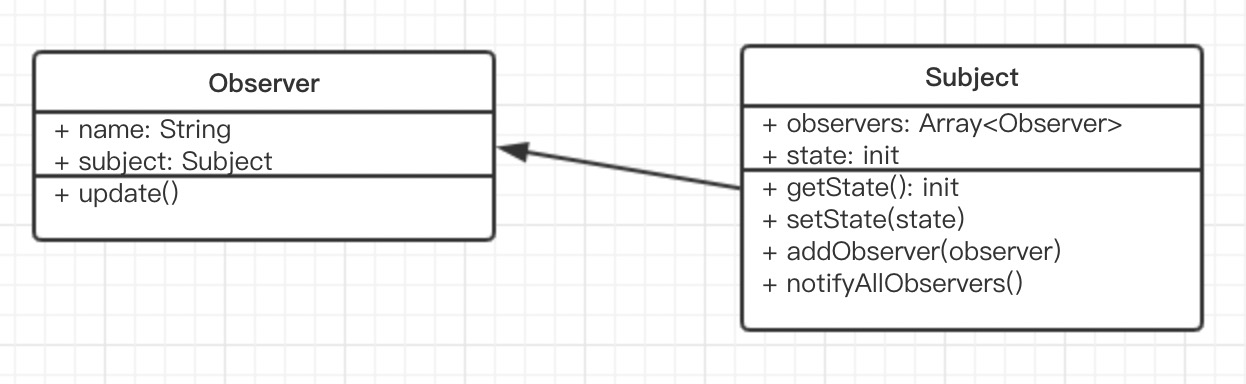 Observer
+ name: String
+ subject: Subject
+ update()
Subject
+ observers: Array<Observer>
+ state: init
+ getState(): init
+ setState(state)
+ addObserver(observer)
+ notifyAllObservers()